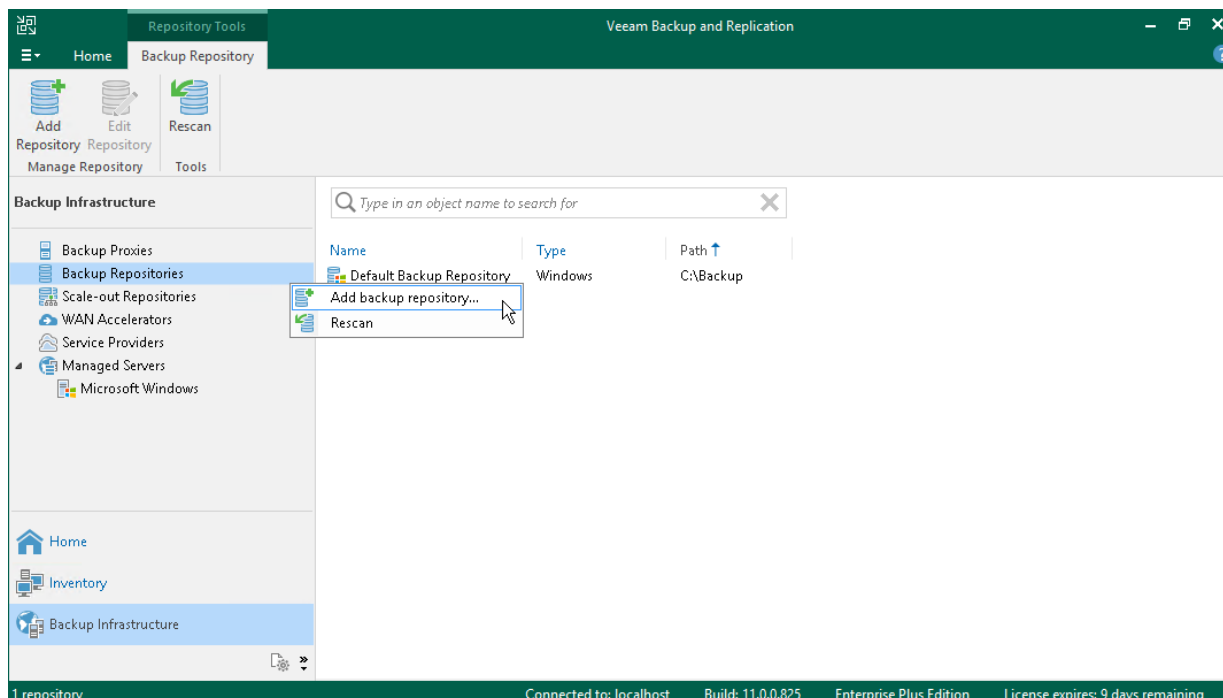 Repository Tools
Veeam Backup and Replication
Home
Backup Repository
Add Repository
Edit Repository
Rescan
Manage Repository
Tools
Backup Infrastructure
Type in an object name to search for
Backup Proxies
Backup Repositories
Scale-out Repositories
WAN Accelerators
Service Providers
Managed Servers
Microsoft Windows
Name Type Path
Default Backup Repository Windows C:\Backup
Add backup repository...
Rescan
Home
Inventory
Backup Infrastructure
1 repository
Connected to: localhost Build: 11.0.0.825 Enterprise Plus Edition License expires: 9 days remaining